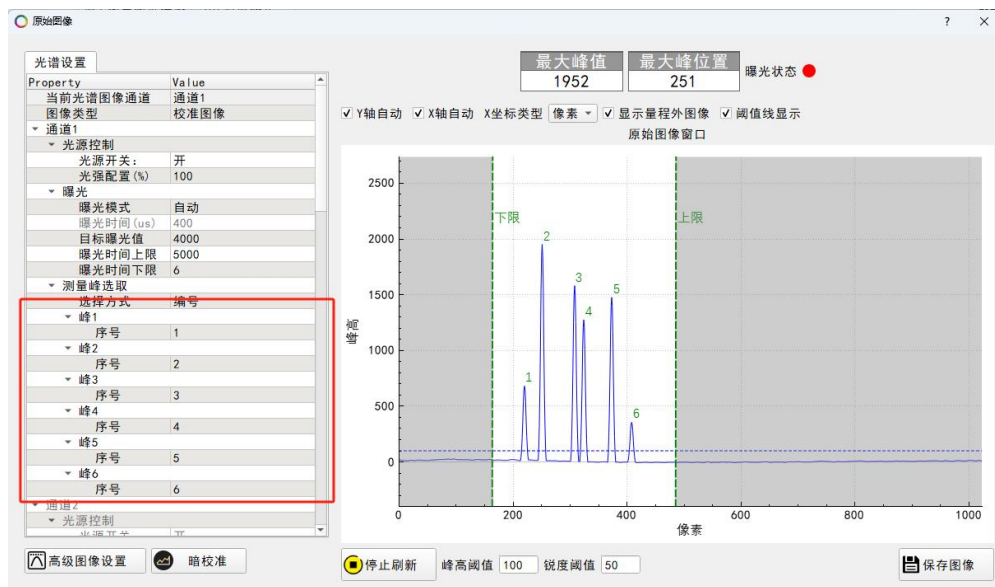 原始图像 ? ×
光谱设置
Property Value
当前光谱图像通道 通道1
图像类型 校准图像
通道1
光源控制
光源开关: 开
光强配置(%) 100
曝光
曝光模式 自动
曝光时间(us) 400
目标曝光值 4000
曝光时间上限 5000
曝光时间下限 6
测量峰选取
选择方式 编号
峰1
序号 1
峰2
序号 2
峰3
序号 3
峰4
序号 4
峰5
序号 5
峰6
序号 6
通道2
光源控制
光源开关 开
高级图像设置 暗校准
最大峰值 最大峰位置
1952 251
曝光状态
Y轴自动 X轴自动 X坐标类型 像素 显示量程外图像 阈值线显示
原始图像窗口
2500
2000
1500
1000
500
0
峰高
下限
上限
1
2
3
4
5
6
0 200 400 600 800 1000
像素
停止刷新 峰高阈值 100 锐度阈值 50 保存图像